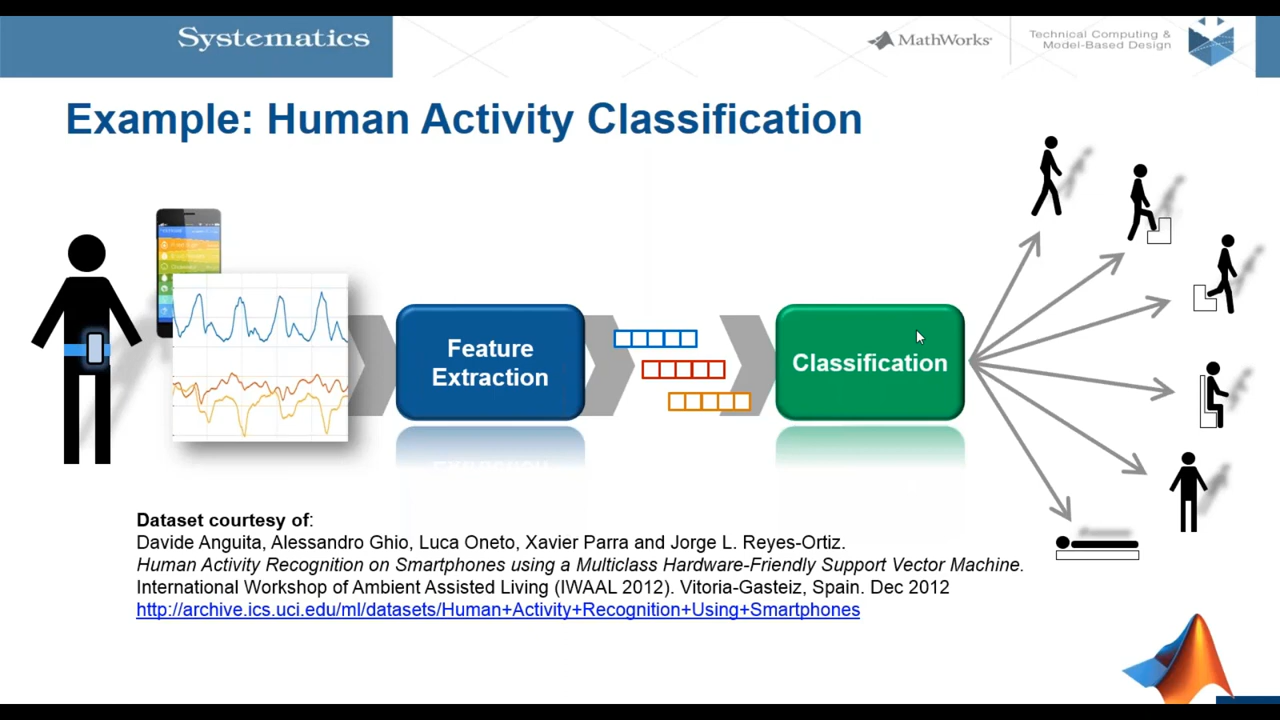 Systematics
MathWorks
Technical Computing &
Model-Based Design
Example: Human Activity Classification
Feature
Extraction
Classification
Dataset courtesy of:
Davide Anguita, Alessandro Ghio, Luca Oneto, Xavier Parra and Jorge L. Reyes-Ortiz.
Human Activity Recognition on Smartphones using a Multiclass Hardware-Friendly Support Vector Machine.
International Workshop of Ambient Assisted Living (IWAAL 2012). Vitoria-Gasteiz, Spain. Dec 2012
http://archive.ics.uci.edu/ml/datasets/Human+Activity+Recognition+Using+Smartphones